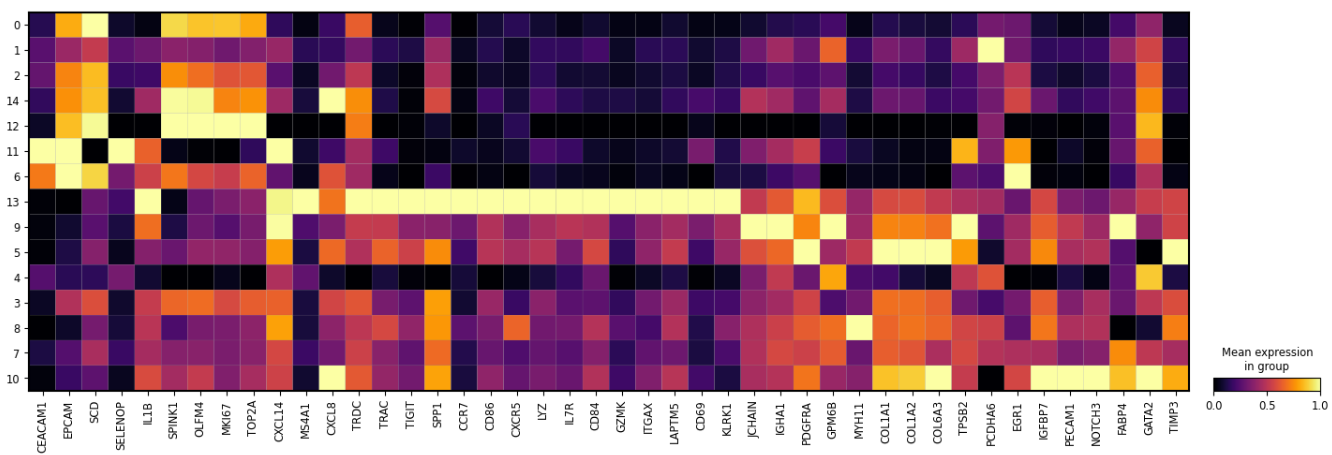 0
1
2
14
12
11
6
13
9
5
4
3
8
7
10
CEACAM1
EPCAM
SCD
SELENOP
IL1B
SPINK1
OLFM4
MKI67
TOP2A
CXCL14
MS4A1
CXCL8
TRDC
TRAC
TIGIT
SPP1
CCR7
CD86
CXCR5
LYZ
IL7R
CD84
GZMK
ITGAX
LAPTM5
CD69
KLRK1
JCHAIN
IGHA1
PDGFRA
GPM6B
MYH11
COL1A1
COL1A2
COL6A3
TPSB2
PCDHA6
EGR1
IGFBP7
PECAM1
NOTCH3
FABP4
GATA2
TIMP3
Mean expression
in group
0.0 0.5 1.0